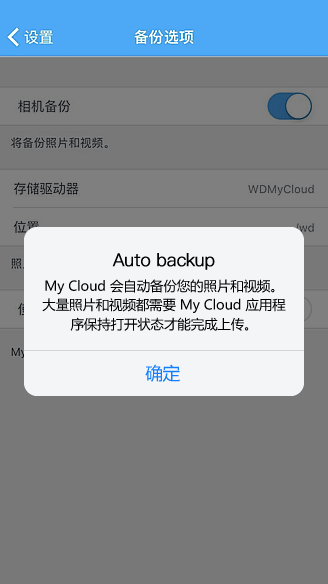 设置
备份选项
相机备份
将备份照片和视频。
存储驱动器 WDMyCloud
位置 /wd
照
Auto backup
My Cloud 会自动备份您的照片和视频。
大量照片和视频都需要 My Cloud 应用程
序保持打开状态才能完成上传。
My
确定